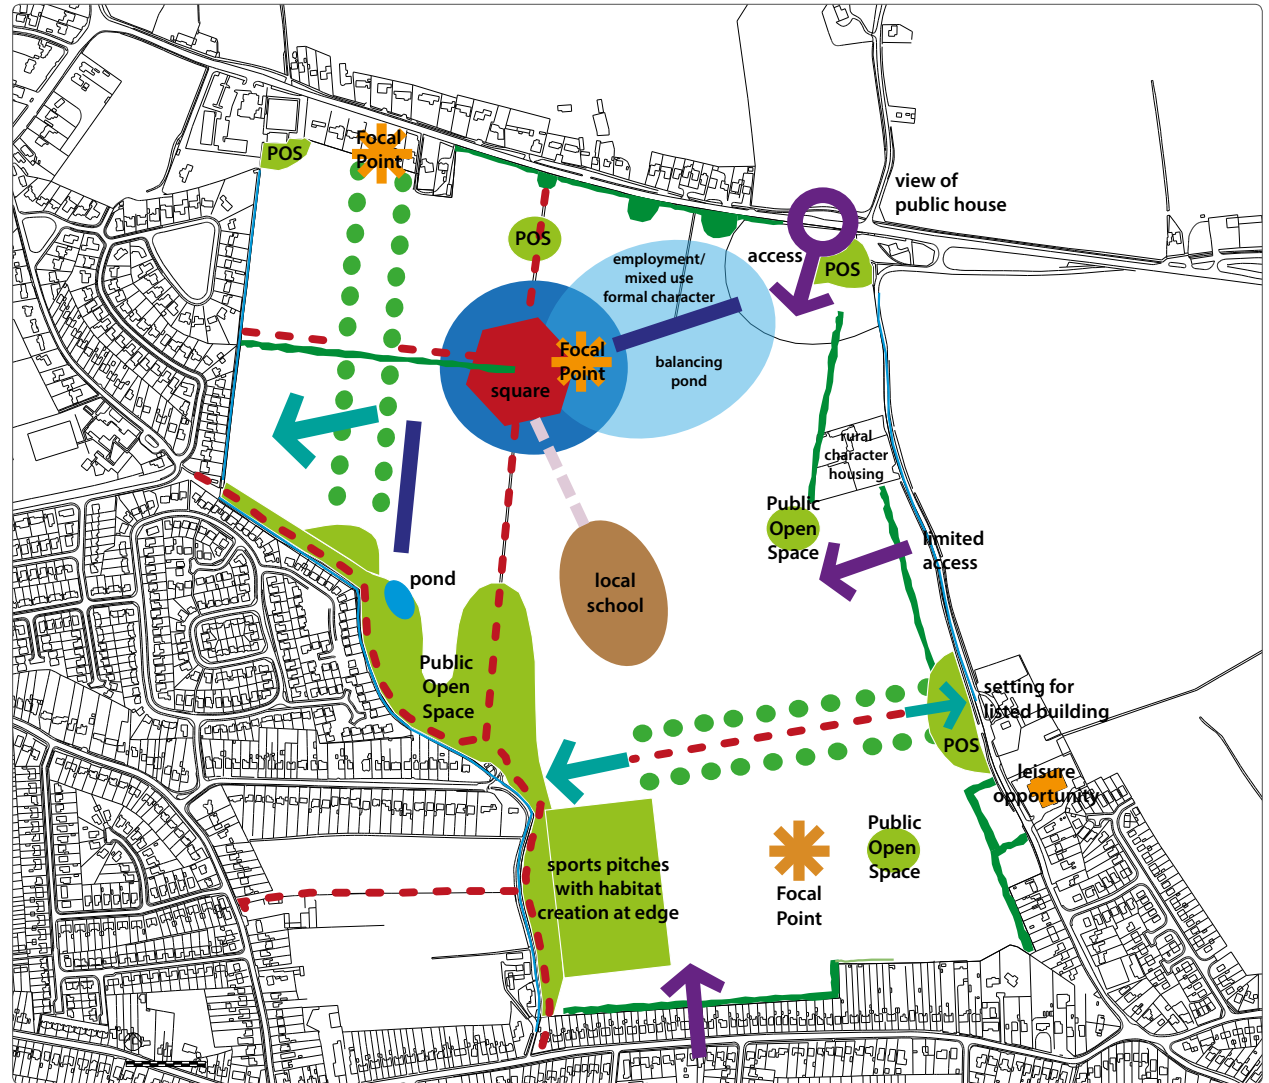 Focal
Point
POS
view of
public house
POS
employment/
mixed use
formal character
access
POS
Focal
Point
balancing
pond
square
rural
character
housing
Public
Open
Space
limited
access
pond
local
school
Public
Open
Space
setting for
listed building
POS
leisure
opportunity
Public
Open
Space
sports pitches
with habitat
creation at edge
Focal
Point